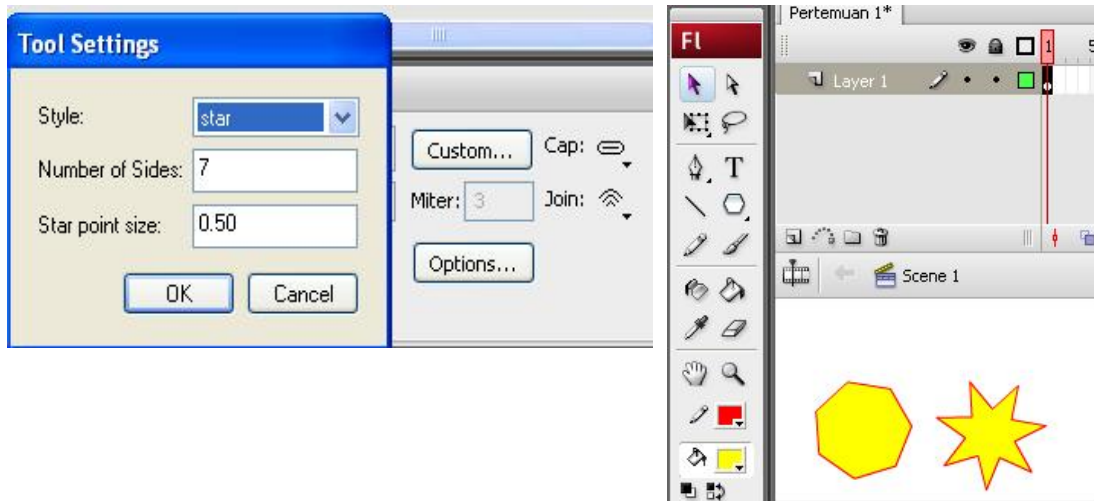 Tool Settings
Style: star
Number of Sides: 7
Star point size: 0.50
OK Cancel
Custom... Cap:
Miter: 3 Join:
Options...
Fl
T
Pertemuan 1*
1 5
Layer 1
Scene 1